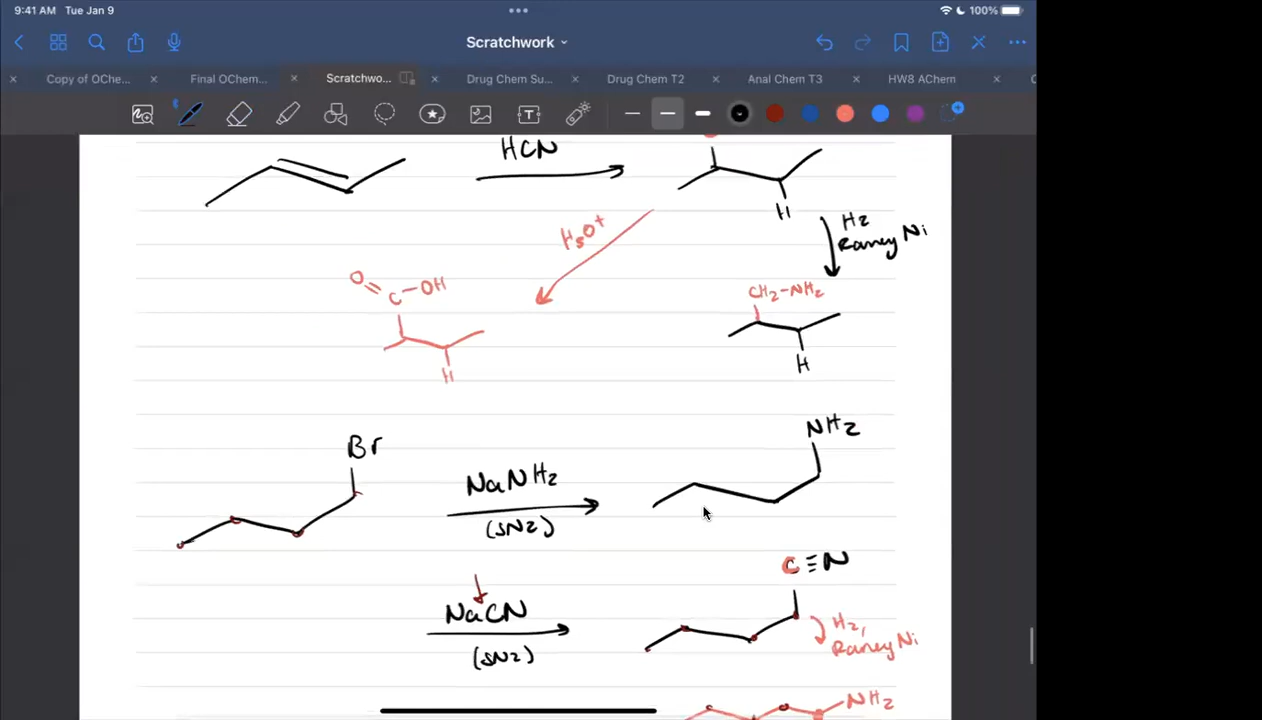 9:41 AM Tue Jan 9
100%
Scratchwork
Copy of OChe...
Final OChem...
Scratchwo...
Drug Chem Su...
Drug Chem T2
Anal Chem T3
HW8 AChem
HCN
H
H3O+
H2
Raney Ni
O=C-OH
H
CH2-NH2
H
Br
NaNH2
(SN2)
NH2
C≡N
NaCN
(SN2)
H2,
Raney Ni
NH2